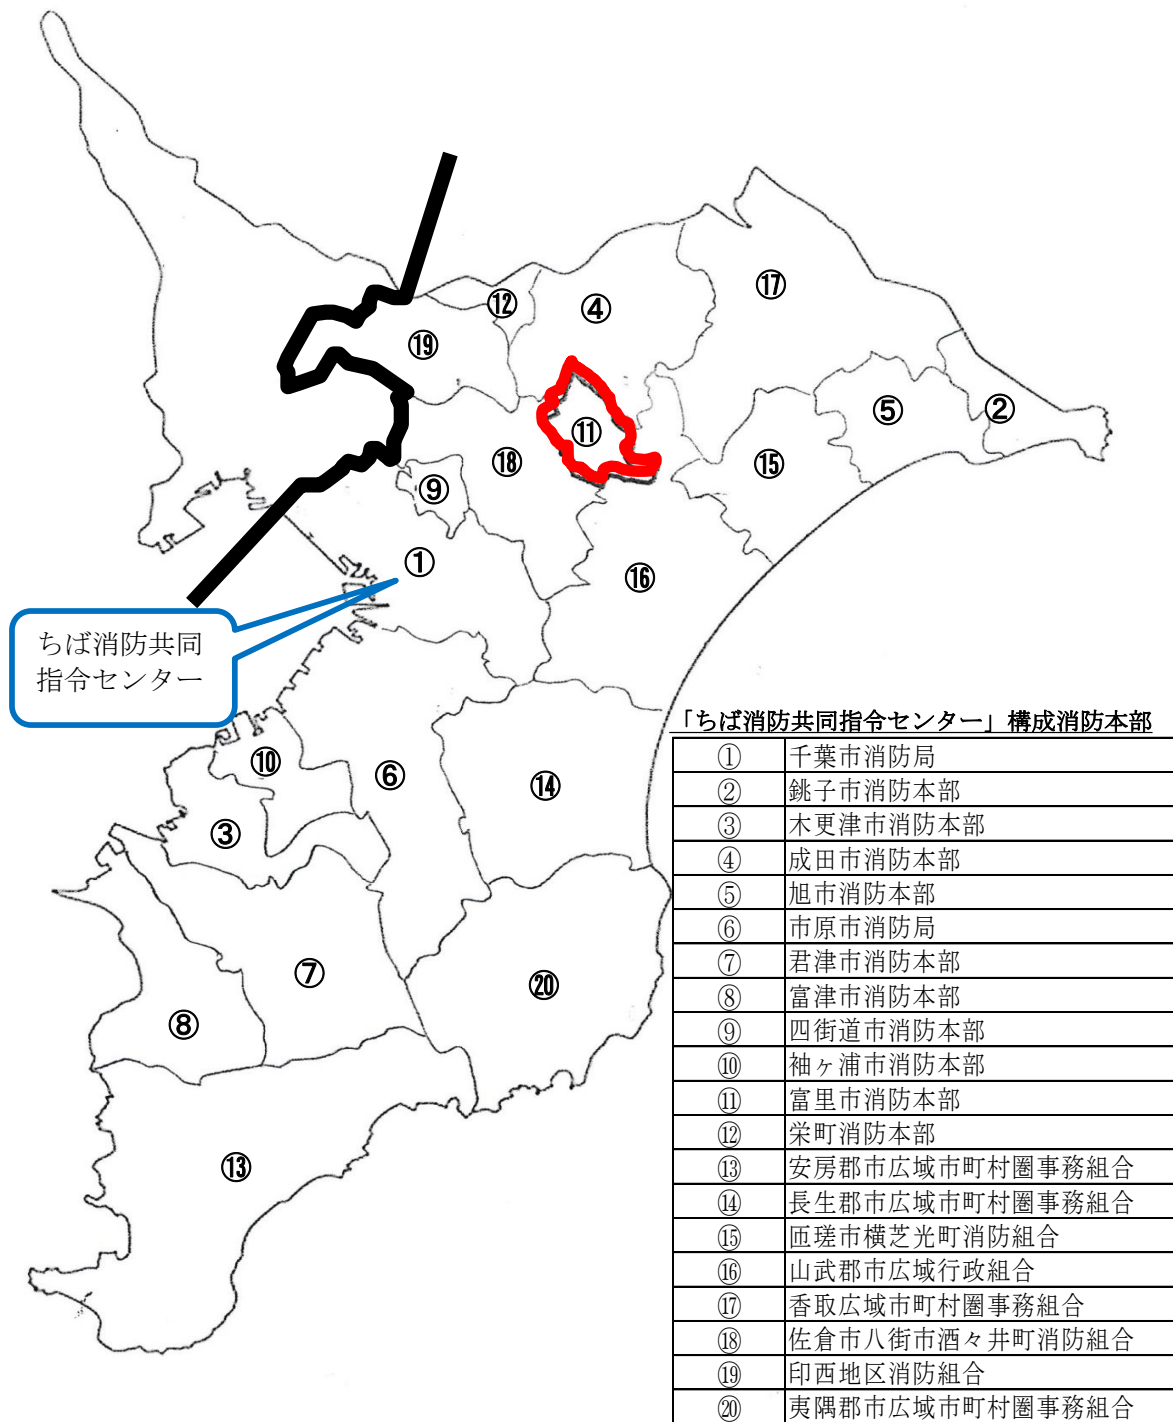 ⑰
⑫
④
⑲
⑤
②
⑪
⑱
⑮
⑨
①
⑯
ちば消防共同
指令センター
⑩
⑥
⑭
③
⑦
⑳
⑧
⑬
「ちば消防共同指令センター」構成消防本部
① 千葉市消防局
② 銚子市消防本部
③ 木更津市消防本部
④ 成田市消防本部
⑤ 旭市消防本部
⑥ 市原市消防局
⑦ 君津市消防本部
⑧ 富津市消防本部
⑨ 四街道市消防本部
⑩ 袖ヶ浦市消防本部
⑪ 富里市消防本部
⑫ 栄町消防本部
⑬ 安房郡市広域市町村圏事務組合
⑭ 長生郡市広域市町村圏事務組合
⑮ 匝瑳市横芝光町消防組合
⑯ 山武郡市広域行政組合
⑰ 香取広域市町村圏事務組合
⑱ 佐倉市八街市酒々井町消防組合
⑲ 印西地区消防組合
⑳ 夷隅郡市広域市町村圏事務組合